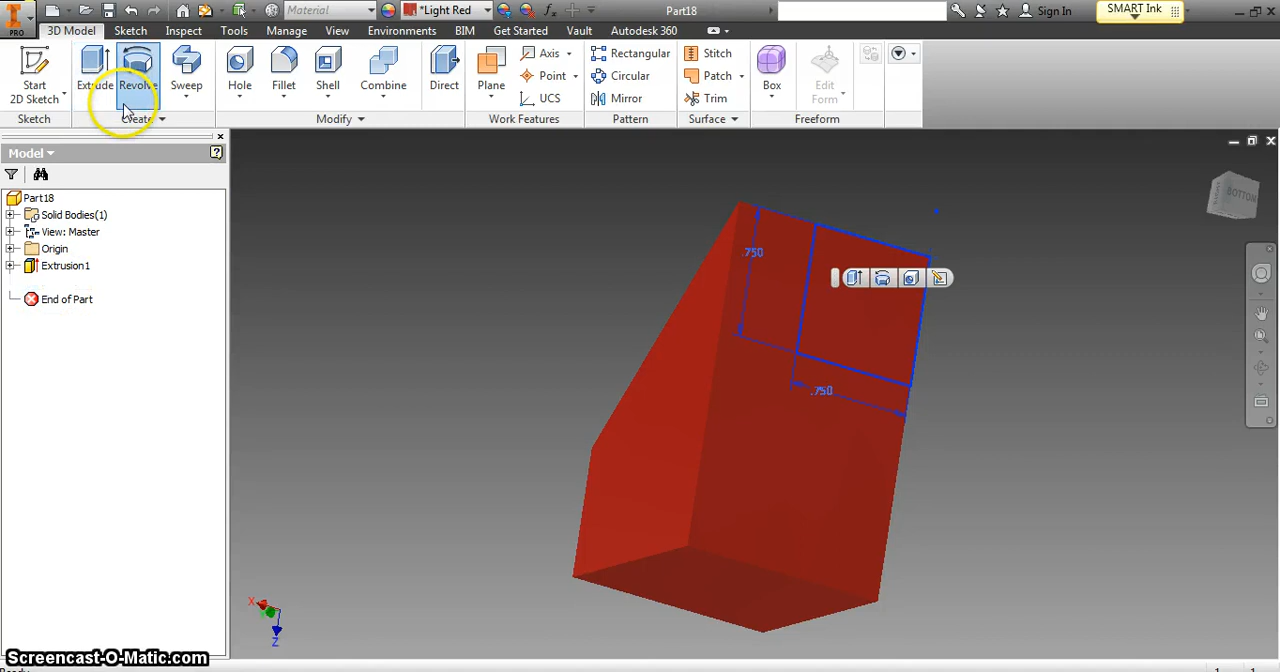 Material
*Light Red
Part18
Sign In
SMART Ink
PRO
3D Model
Sketch
Inspect
Tools
Manage
View
Environments
BIM
Get Started
Vault
Autodesk 360
Start
2D Sketch
Extrude
Revolve
Sweep
Hole
Fillet
Shell
Combine
Direct
Plane
Axis
Point
UCS
Rectangular
Circular
Mirror
Stitch
Patch
Trim
Box
Edit
Form
Sketch
Create
Modify
Work Features
Pattern
Surface
Freeform
Model
Part18
Solid Bodies(1)
View: Master
Origin
Extrusion1
End of Part
BOTTOM
.750
.750
X
Z
Screencast-O-Matic.com